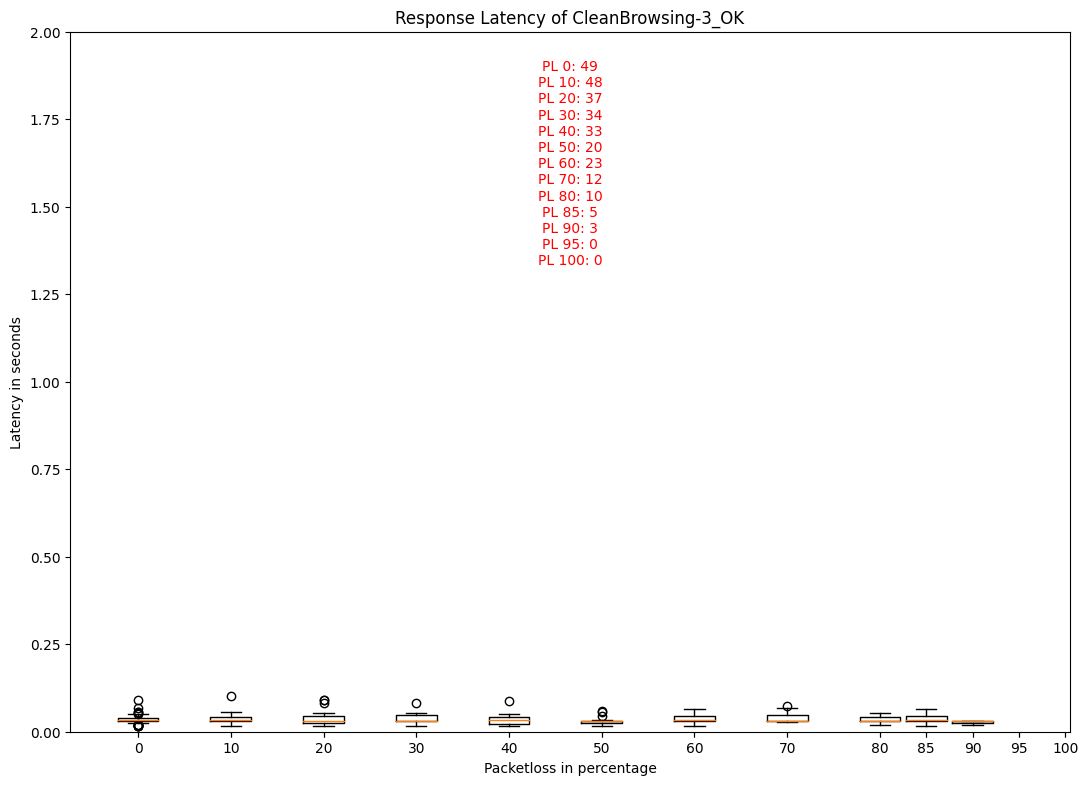 Response Latency of CleanBrowsing-3_OK
2.00
1.75
1.50
1.25
1.00
0.75
0.50
0.25
0.00
Latency in seconds
PL 0: 49
PL 10: 48
PL 20: 37
PL 30: 34
PL 40: 33
PL 50: 20
PL 60: 23
PL 70: 12
PL 80: 10
PL 85: 5
PL 90: 3
PL 95: 0
PL 100: 0
0 10 20 30 40 50 60 70 80 85 90 95 100
Packetloss in percentage